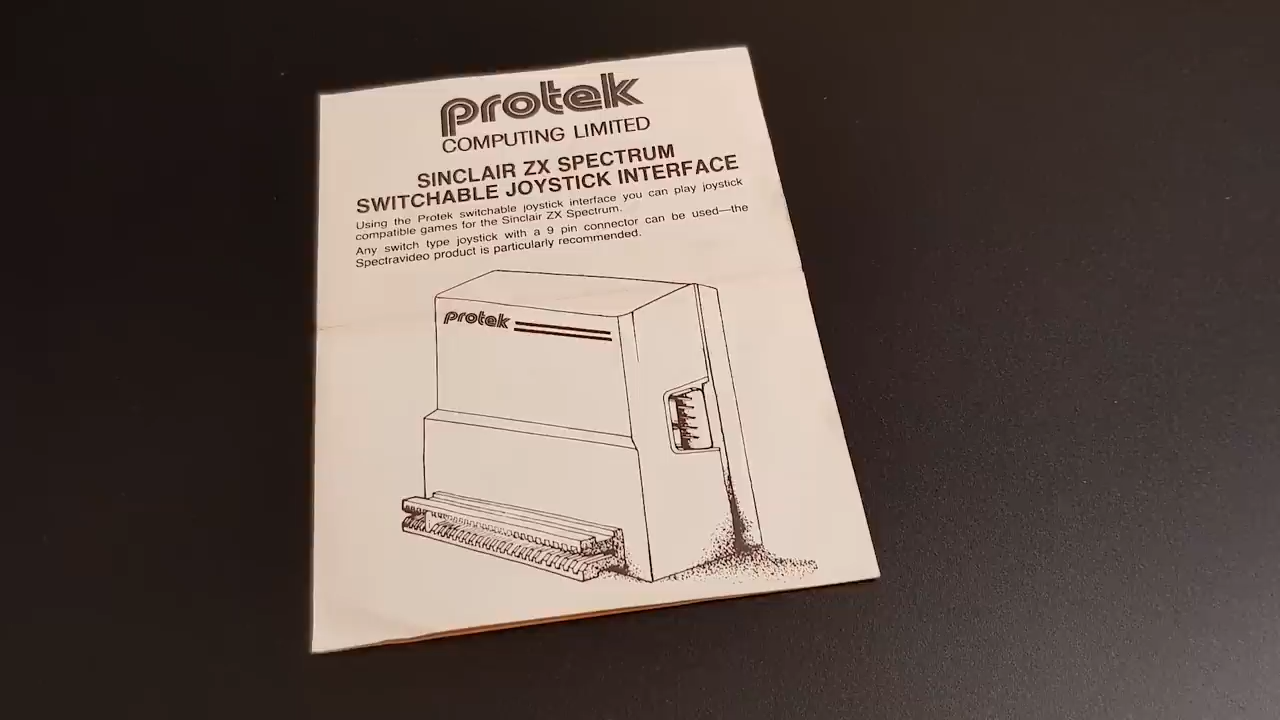 protek
COMPUTING LIMITED
SINCLAIR ZX SPECTRUM
SWITCHABLE JOYSTICK INTERFACE
Using the Protek switchable joystick interface you can play joystick
compatible games for the Sinclair ZX Spectrum.
Any switch type joystick with a 9 pin connector can be used—the
Spectravideo product is particularly recommended.
protek